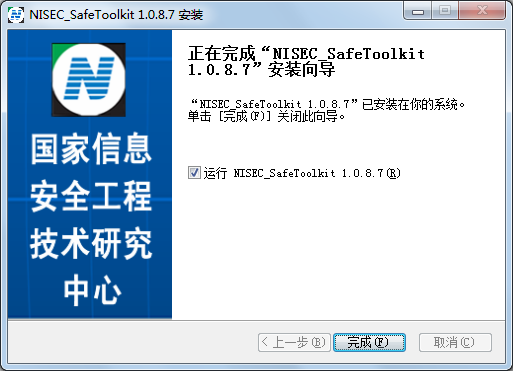 NISEC_SafeToolkit 1.0.8.7 安装
国家信息
安全工程
技术研究
中心
正在完成“NISEC_SafeToolkit
1.0.8.7”安装向导
“NISEC_SafeToolkit 1.0.8.7”已安装在你的系统。
单击 [完成(F)] 关闭此向导。
运行 NISEC_SafeToolkit 1.0.8.7(R)
< 上一步(B) 完成(F) 取消(C)